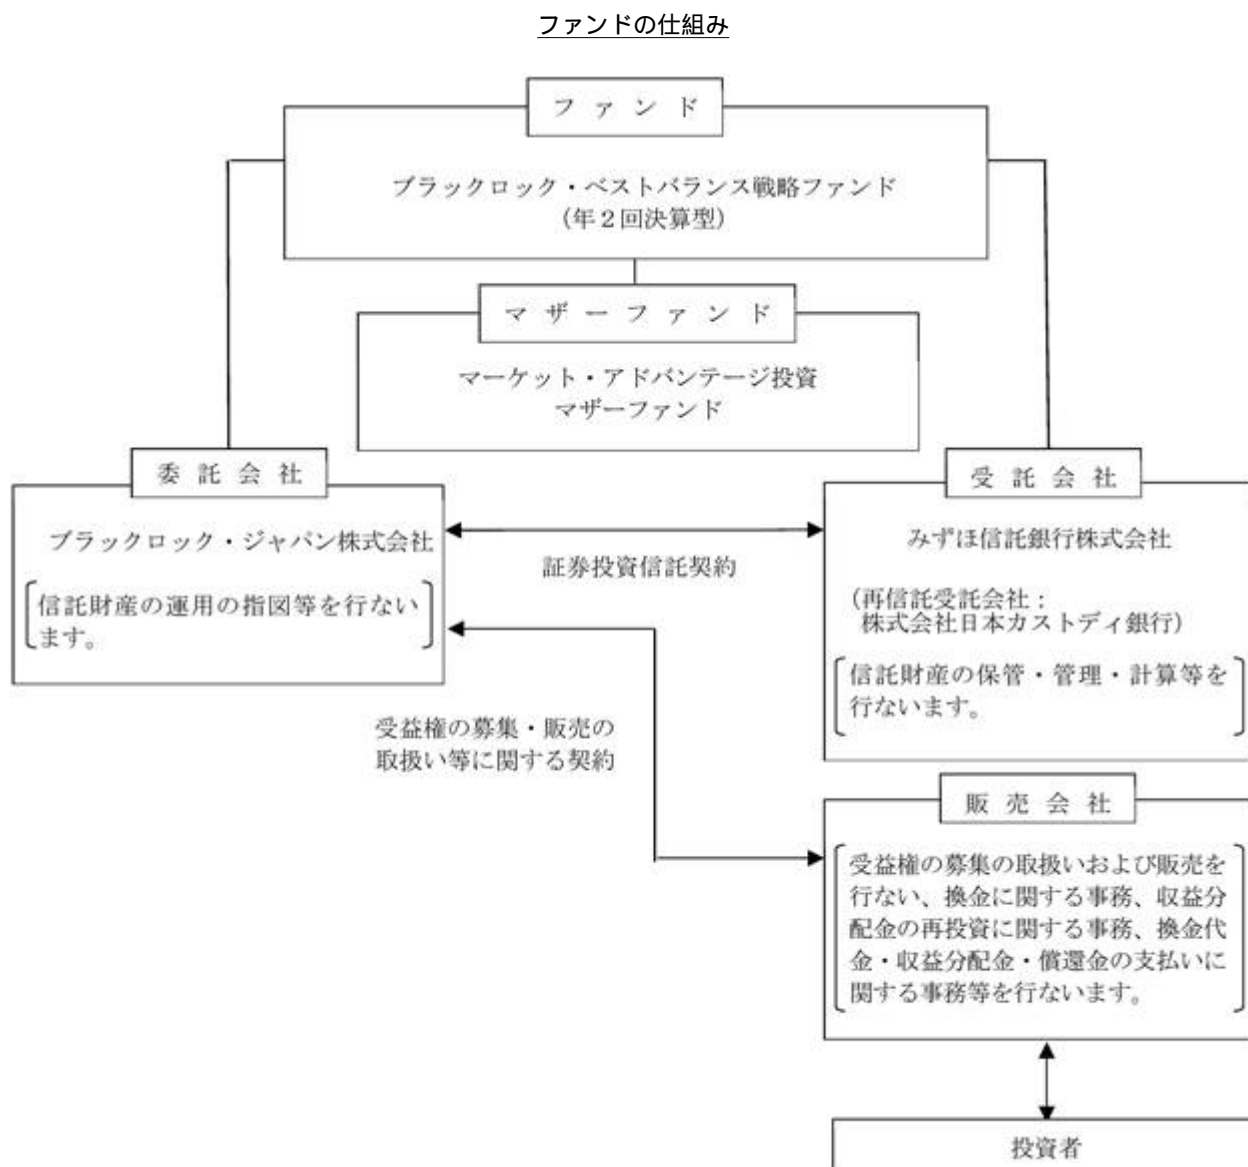 ファンドの仕組み
ファンド
ブラックロック・ベストバランス戦略ファンド
(年２回決算型)
マザーファンド
マーケット・アドバンテージ投資
マザーファンド
委託会社
ブラックロック・ジャパン株式会社
信託財産の運用の指図等を行ない
ます。
証券投資信託契約
受託会社
みずほ信託銀行株式会社
(再信託受託会社：
株式会社日本カストディ銀行)
信託財産の保管・管理・計算等を
行ないます。
受益権の募集・販売の
取扱い等に関する契約
販売会社
受益権の募集の取扱いおよび販売を
行ない、換金に関する事務、収益分
配金の再投資に関する事務、換金代
金・収益分配金・償還金の支払いに
関する事務等を行ないます。
投資者